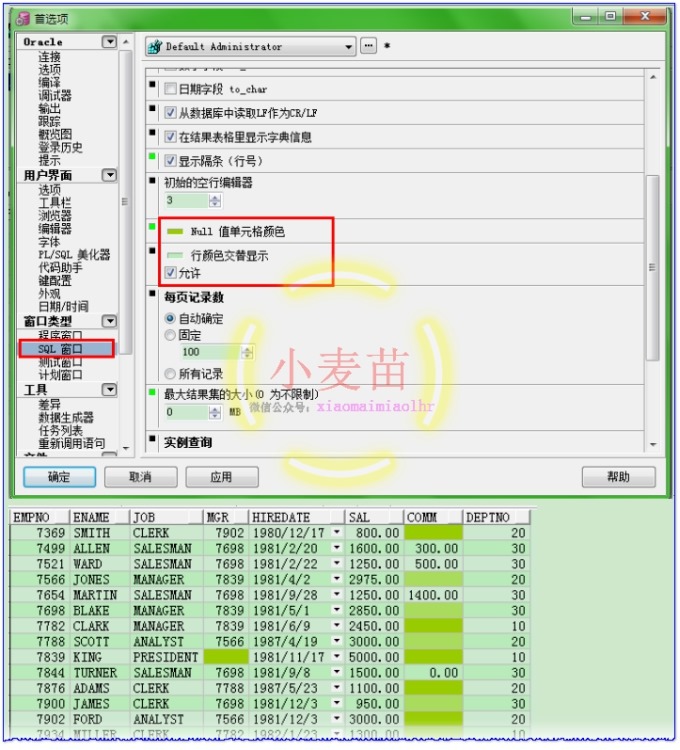 首选项
Oracle
连接
选项
编译
调试器
输出
跟踪
概览图
登录历史
提示
用户界面
选项
工具栏
浏览器
编辑器
字体
PL/SQL 美化器
代码助手
键配置
外观
日期/时间
窗口类型
程序窗口
SQL 窗口
测试窗口
计划窗口
工具
差异
数据生成器
任务列表
重新调用语句
Default Administrator
... *
日期字段 to_char
从数据库中读取LF作为CR/LF
在结果表格里显示字典信息
显示隔条（行号）
初始的空行编辑器
3
Null 值单元格颜色
行颜色交替显示
允许
每页记录数
自动确定
固定
100
所有记录
最大结果集的大小(0 为不限制)
0 MB
实例查询
小麦苗
微信公众号：xiaomaimiaolhr
确定 取消 应用 帮助
EMPNO ENAME JOB MGR HIREDATE SAL COMM DEPTNO
7369 SMITH CLERK 7902 1980/12/17 800.00 20
7499 ALLEN SALESMAN 7698 1981/2/20 1600.00 300.00 30
7521 WARD SALESMAN 7698 1981/2/22 1250.00 500.00 30
7566 JONES MANAGER 7839 1981/4/2 2975.00 20
7654 MARTIN SALESMAN 7698 1981/9/28 1250.00 1400.00 30
7698 BLAKE MANAGER 7839 1981/5/1 2850.00 30
7782 CLARK MANAGER 7839 1981/6/9 2450.00 10
7788 SCOTT ANALYST 7566 1987/4/19 3000.00 20
7839 KING PRESIDENT 1981/11/17 5000.00 10
7844 TURNER SALESMAN 7698 1981/9/8 1500.00 0.00 30
7876 ADAMS CLERK 7788 1987/5/23 1100.00 20
7900 JAMES CLERK 7698 1981/12/3 950.00 30
7902 FORD ANALYST 7566 1981/12/3 3000.00 20
7934 MILLER CLERK 7782 1982/1/23 1300.00 10